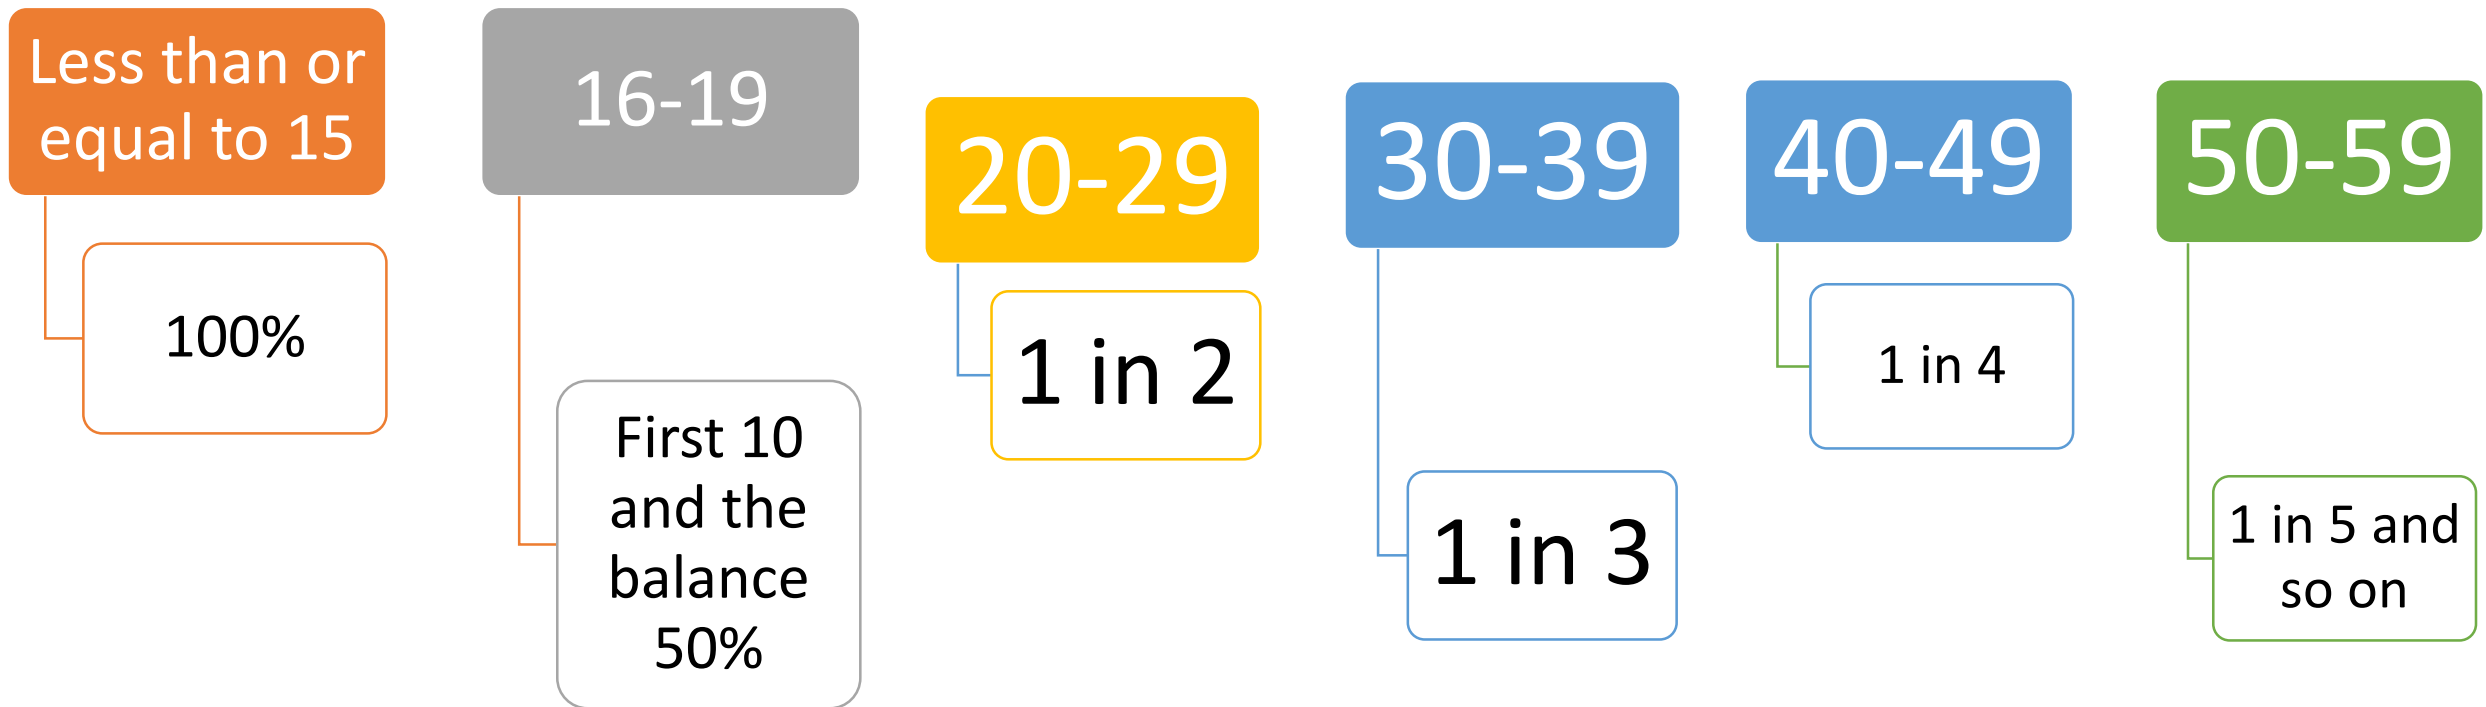 Less than or
equal to 15
100%
16-19
First 10
and the
balance
50%
20-29
1 in 2
30-39
1 in 3
40-49
1 in 4
50-59
1 in 5 and
so on